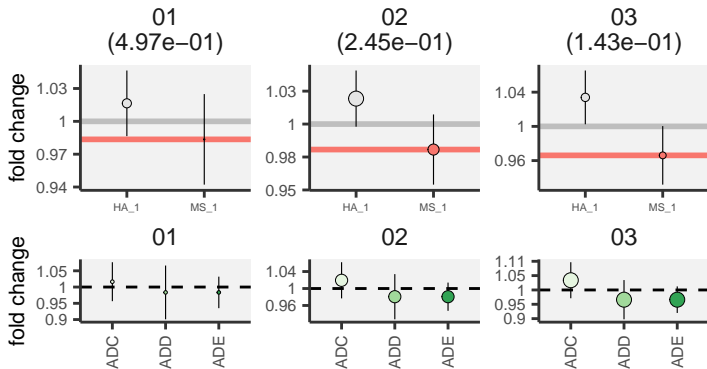 01
(4.97e−01)
02
(2.45e−01)
03
(1.43e−01)
fold change
1.03
1
0.97
0.94
HA_1
MS_1
1.03
1
0.98
0.95
HA_1
MS_1
1.04
1
0.96
HA_1
MS_1
01
02
03
fold change
1.05
1
0.95
0.9
ADC
ADD
ADE
1.04
1
0.96
ADC
ADD
ADE
1.11
1.05
1
0.95
0.9
ADC
ADD
ADE